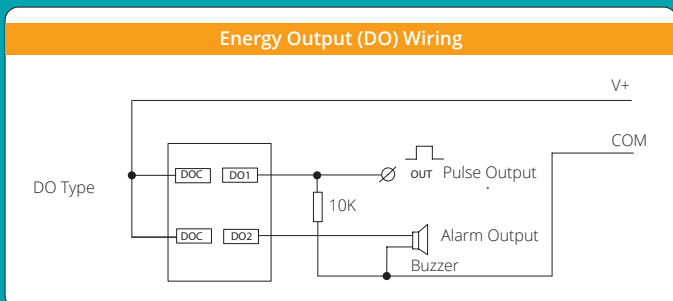 Energy Output (DO) Wiring
V+
COM
DOC DO1 OUT Pulse Output
DO Type
10K
DOC DO2 Alarm Output
Buzzer